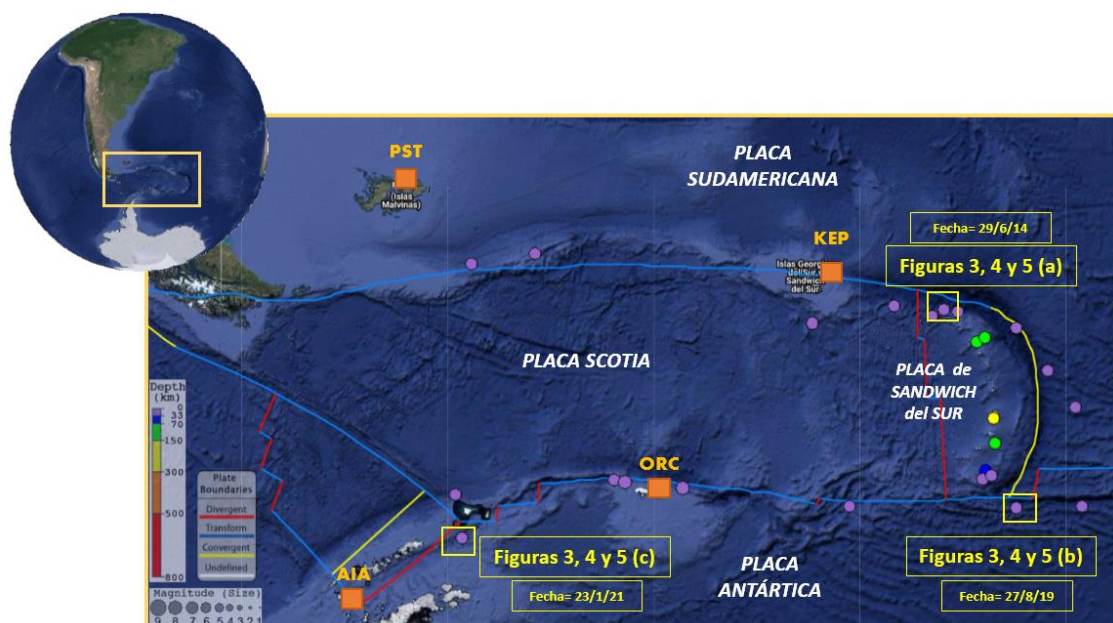 PST
(Islas
Malvinas)
PLACA
SUDAMERICANA
KEP
Islas Georgias
del Sur y
Sandwich
del Sur
Fecha= 29/6/14
Figuras 3, 4 y 5 (a)
PLACA SCOTIA
PLACA de
SANDWICH
del SUR
Depth
(km)
0
33
70
150
300
500
800
Plate
Boundaries
Divergent
Transform
Convergent
Undefined
Magnitude (Size)
9 8 7 6 5 4 3 2 1
ORC
AIA
Figuras 3, 4 y 5 (c)
Fecha= 23/1/21
PLACA
ANTÁRTICA
Figuras 3, 4 y 5 (b)
Fecha= 27/8/19